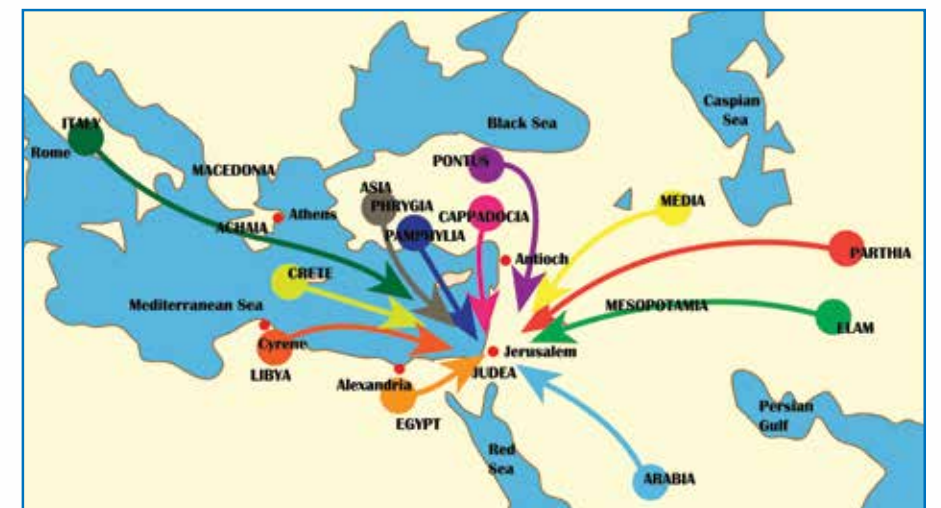 Caspian
Sea
Black Sea
ITALY
Rome
PONTUS
MACEDONIA
ASIA
PHRYGIA
MEDIA
Athens
CAPPADOCIA
ACHAIA
PAMPHYLIA
PARTHIA
Antioch
CRETE
Mediterranean Sea
MESOPOTAMIA
ELAM
Cyrene
Jerusalem
LIBYA
JUDEA
Alexandria
EGYPT
Persian
Gulf
Red
Sea
ARABIA